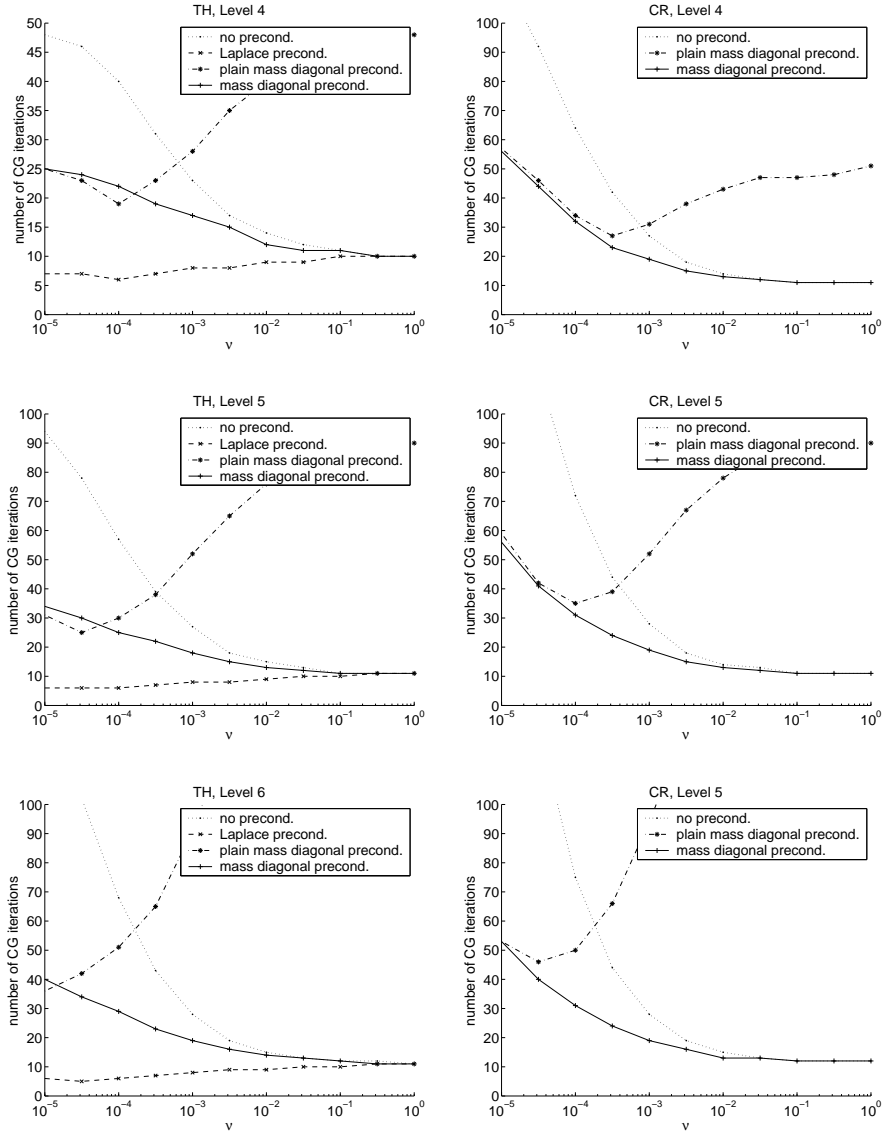 TH, Level 4
50
45
40
35
30
25
20
15
10
5
0
number of CG iterations
no precond.
Laplace precond.
plain mass diagonal precond.
mass diagonal precond.
10⁻⁵ 10⁻⁴ 10⁻³ 10⁻² 10⁻¹ 10⁰
ν
CR, Level 4
100
90
80
70
60
50
40
30
20
10
0
number of CG iterations
no precond.
plain mass diagonal precond.
mass diagonal precond.
10⁻⁵ 10⁻⁴ 10⁻³ 10⁻² 10⁻¹ 10⁰
ν
TH, Level 5
100
90
80
70
60
50
40
30
20
10
0
number of CG iterations
no precond.
Laplace precond.
plain mass diagonal precond.
mass diagonal precond.
10⁻⁵ 10⁻⁴ 10⁻³ 10⁻² 10⁻¹ 10⁰
ν
CR, Level 5
100
90
80
70
60
50
40
30
20
10
0
number of CG iterations
no precond.
plain mass diagonal precond.
mass diagonal precond.
10⁻⁵ 10⁻⁴ 10⁻³ 10⁻² 10⁻¹ 10⁰
ν
TH, Level 6
100
90
80
70
60
50
40
30
20
10
0
number of CG iterations
no precond.
Laplace precond.
plain mass diagonal precond.
mass diagonal precond.
10⁻⁵ 10⁻⁴ 10⁻³ 10⁻² 10⁻¹ 10⁰
ν
CR, Level 5
100
90
80
70
60
50
40
30
20
10
0
number of CG iterations
no precond.
plain mass diagonal precond.
mass diagonal precond.
10⁻⁵ 10⁻⁴ 10⁻³ 10⁻² 10⁻¹ 10⁰
ν